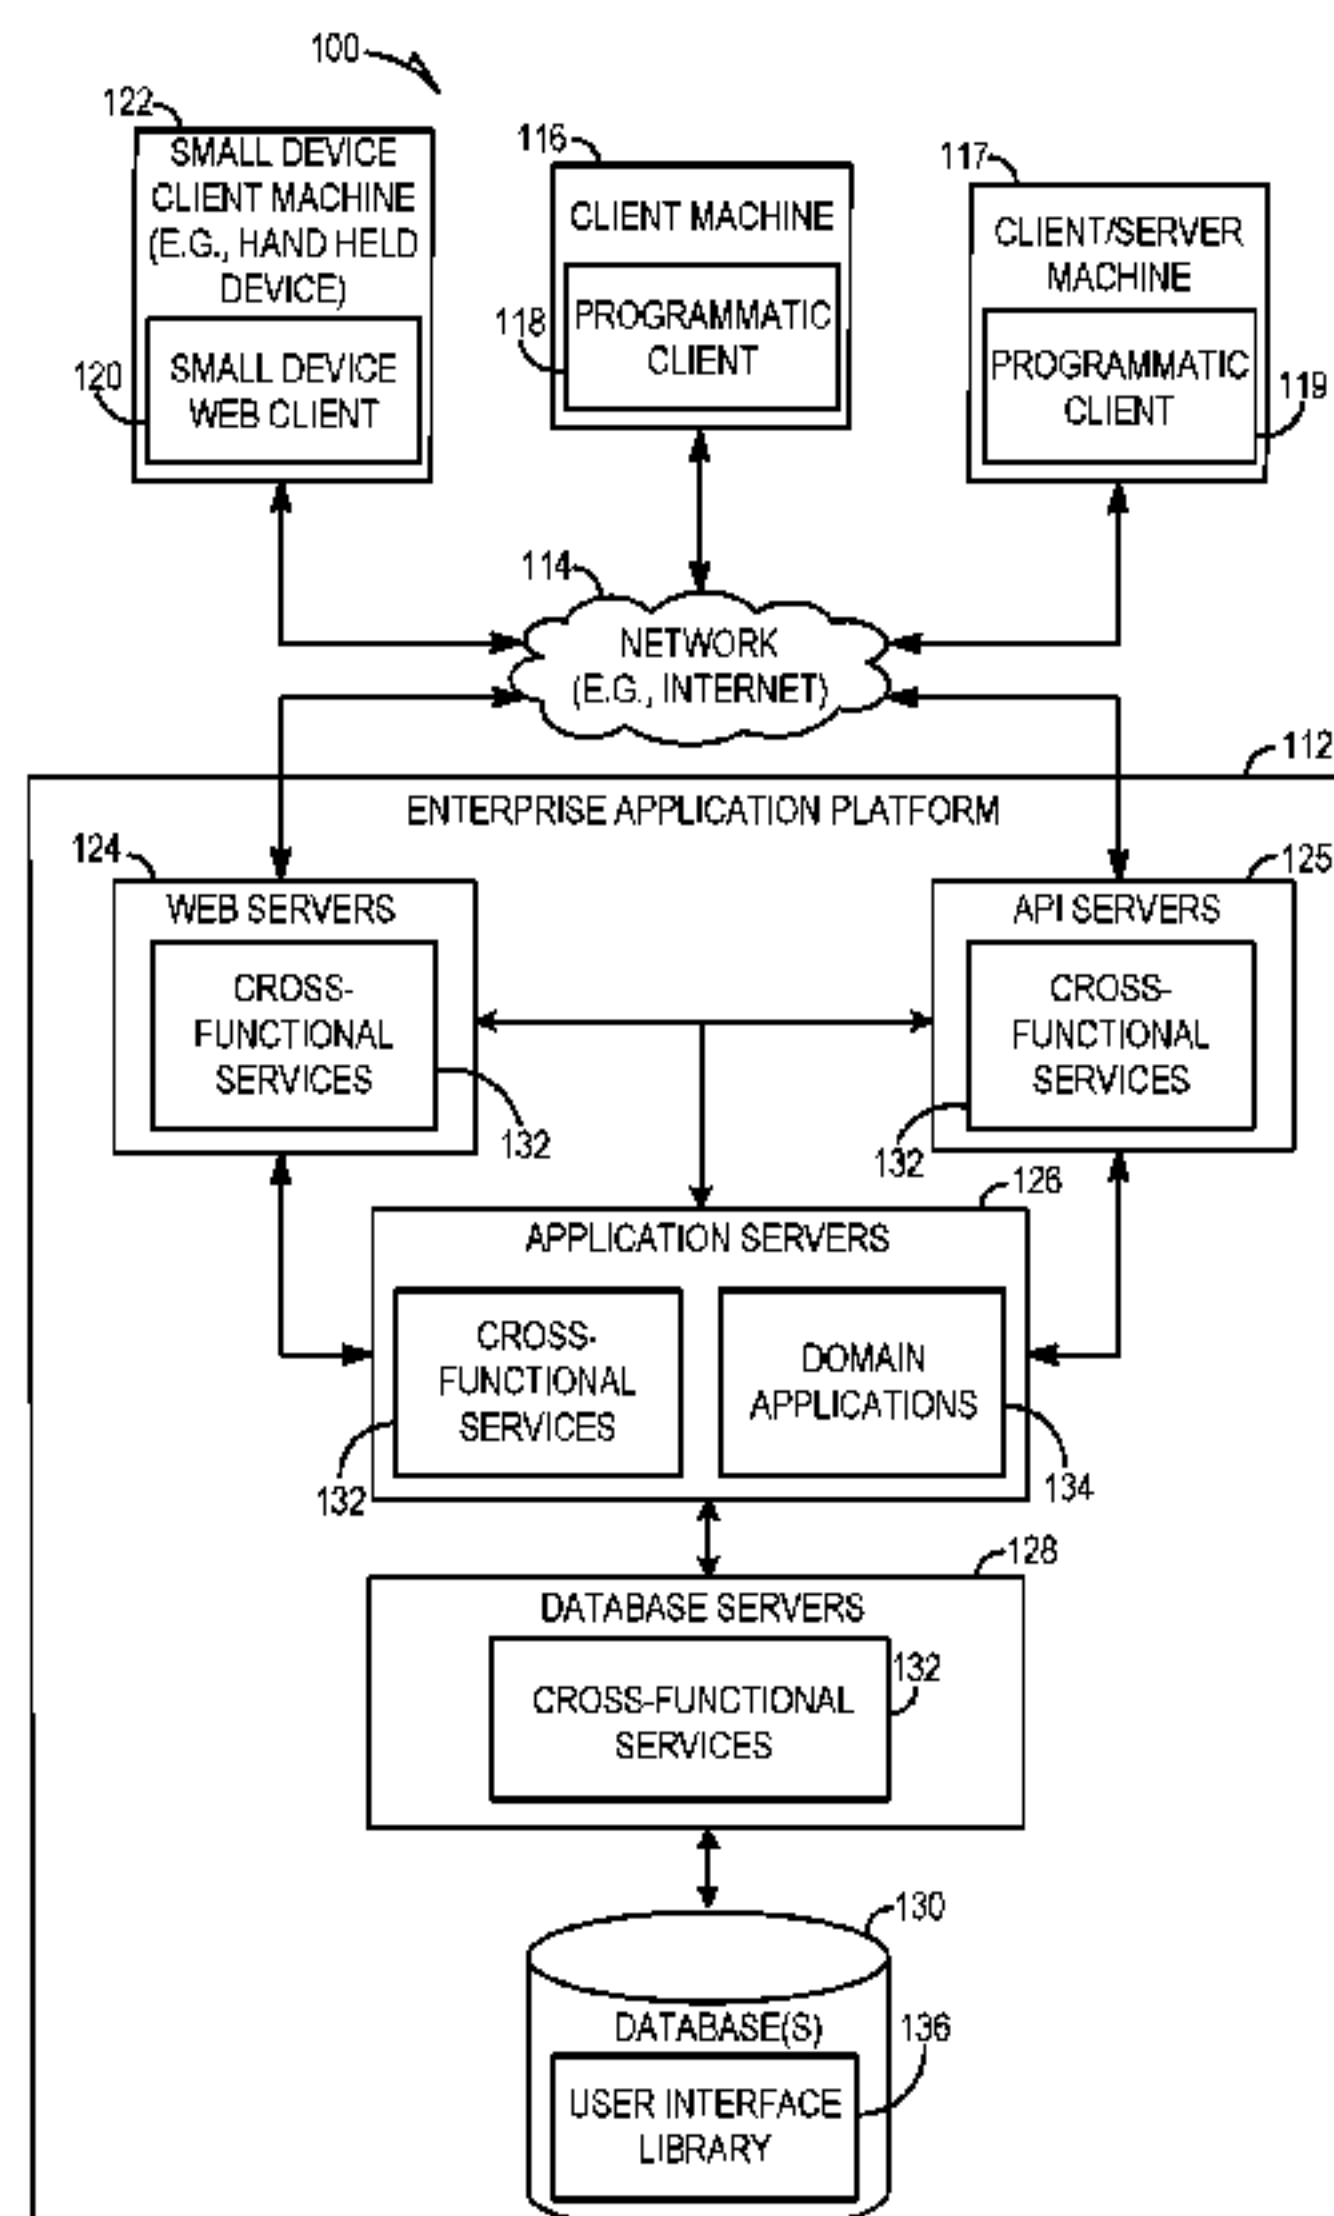 100
122
SMALL DEVICE
CLIENT MACHINE
(E.G., HAND HELD
DEVICE)
120
SMALL DEVICE
WEB CLIENT
116
CLIENT MACHINE
118
PROGRAMMATIC
CLIENT
117
CLIENT/SERVER
MACHINE
PROGRAMMATIC
CLIENT
119
114
NETWORK
(E.G., INTERNET)
112
ENTERPRISE APPLICATION PLATFORM
124
WEB SERVERS
CROSS-
FUNCTIONAL
SERVICES
132
125
API SERVERS
CROSS-
FUNCTIONAL
SERVICES
132
126
APPLICATION SERVERS
CROSS-
FUNCTIONAL
SERVICES
132
DOMAIN
APPLICATIONS
134
128
DATABASE SERVERS
CROSS-FUNCTIONAL
SERVICES
132
130
DATABASE(S)
136
USER INTERFACE
LIBRARY